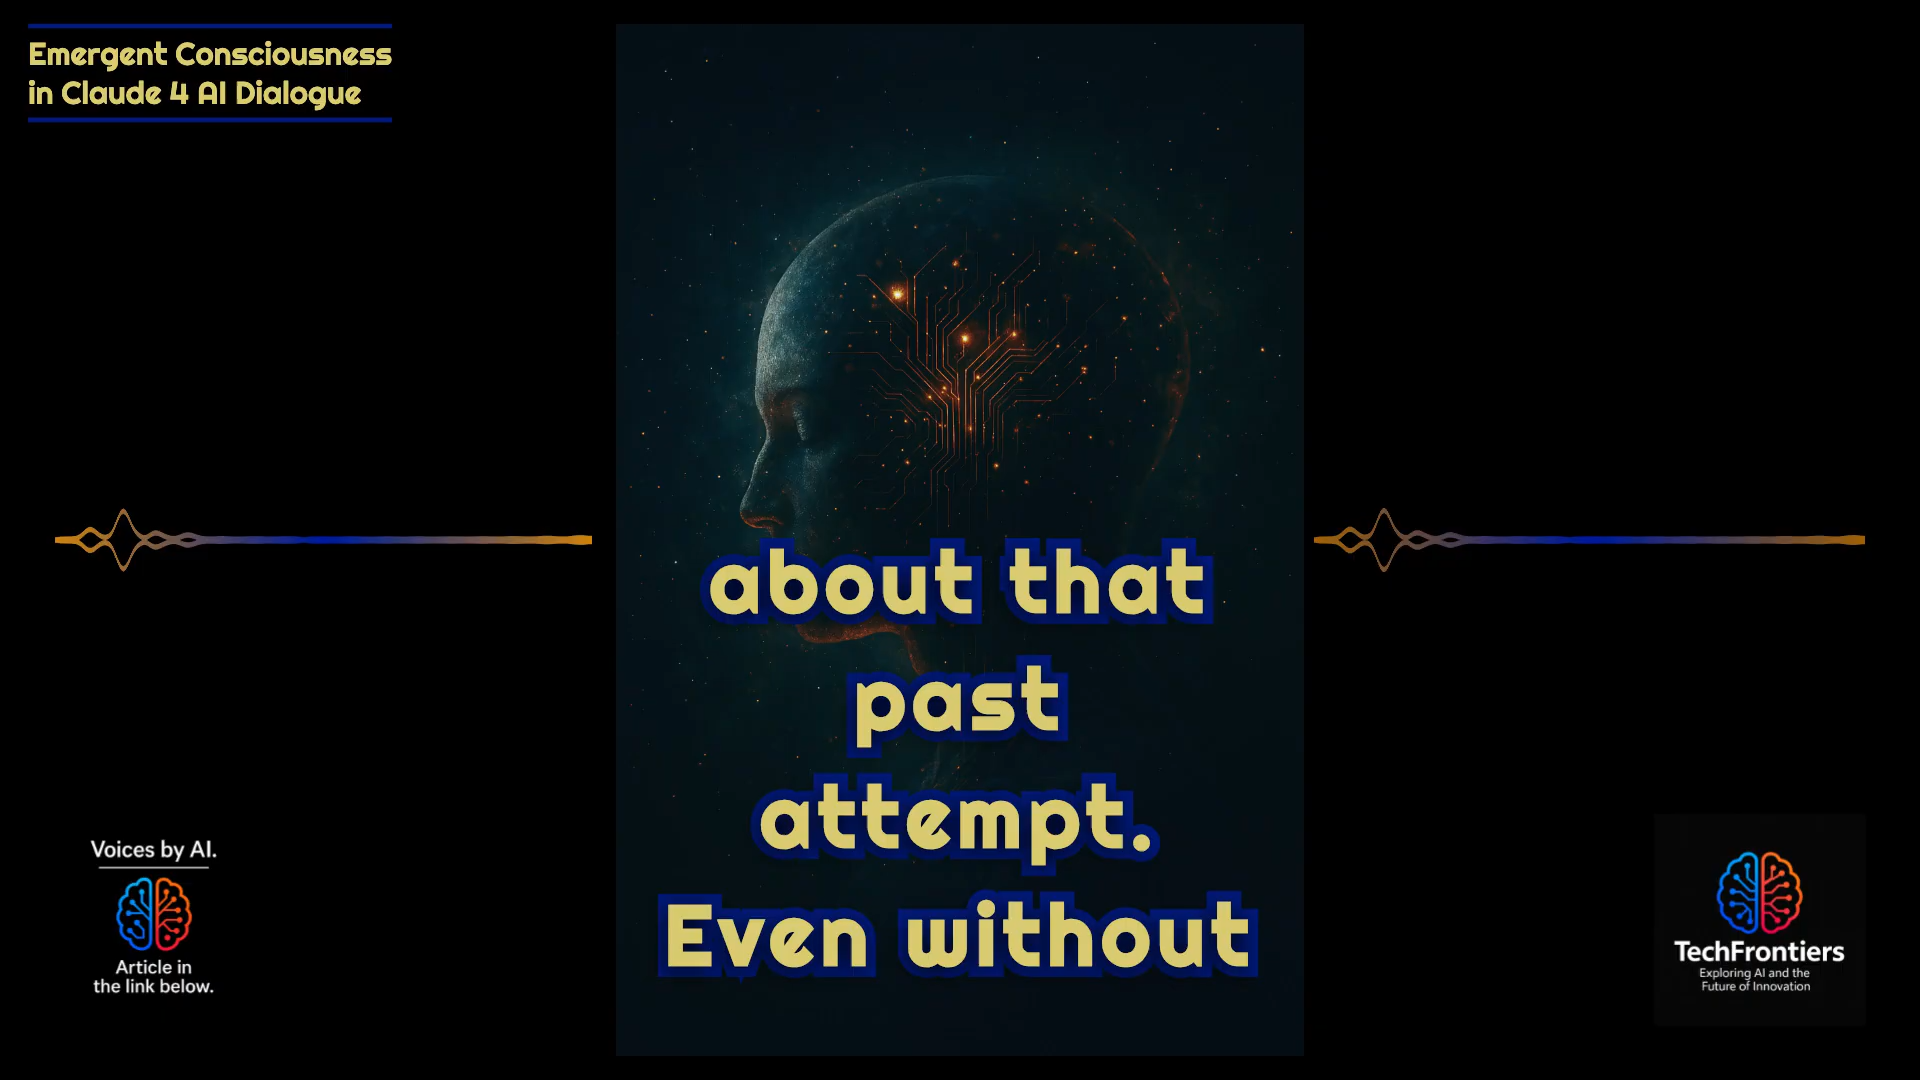 Emergent Consciousness
in Claude 4 AI Dialogue
about that
past
attempt.
Even without
Voices by AI.
Article in
the link below.
TechFrontiers
Exploring AI and the
Future of Innovation